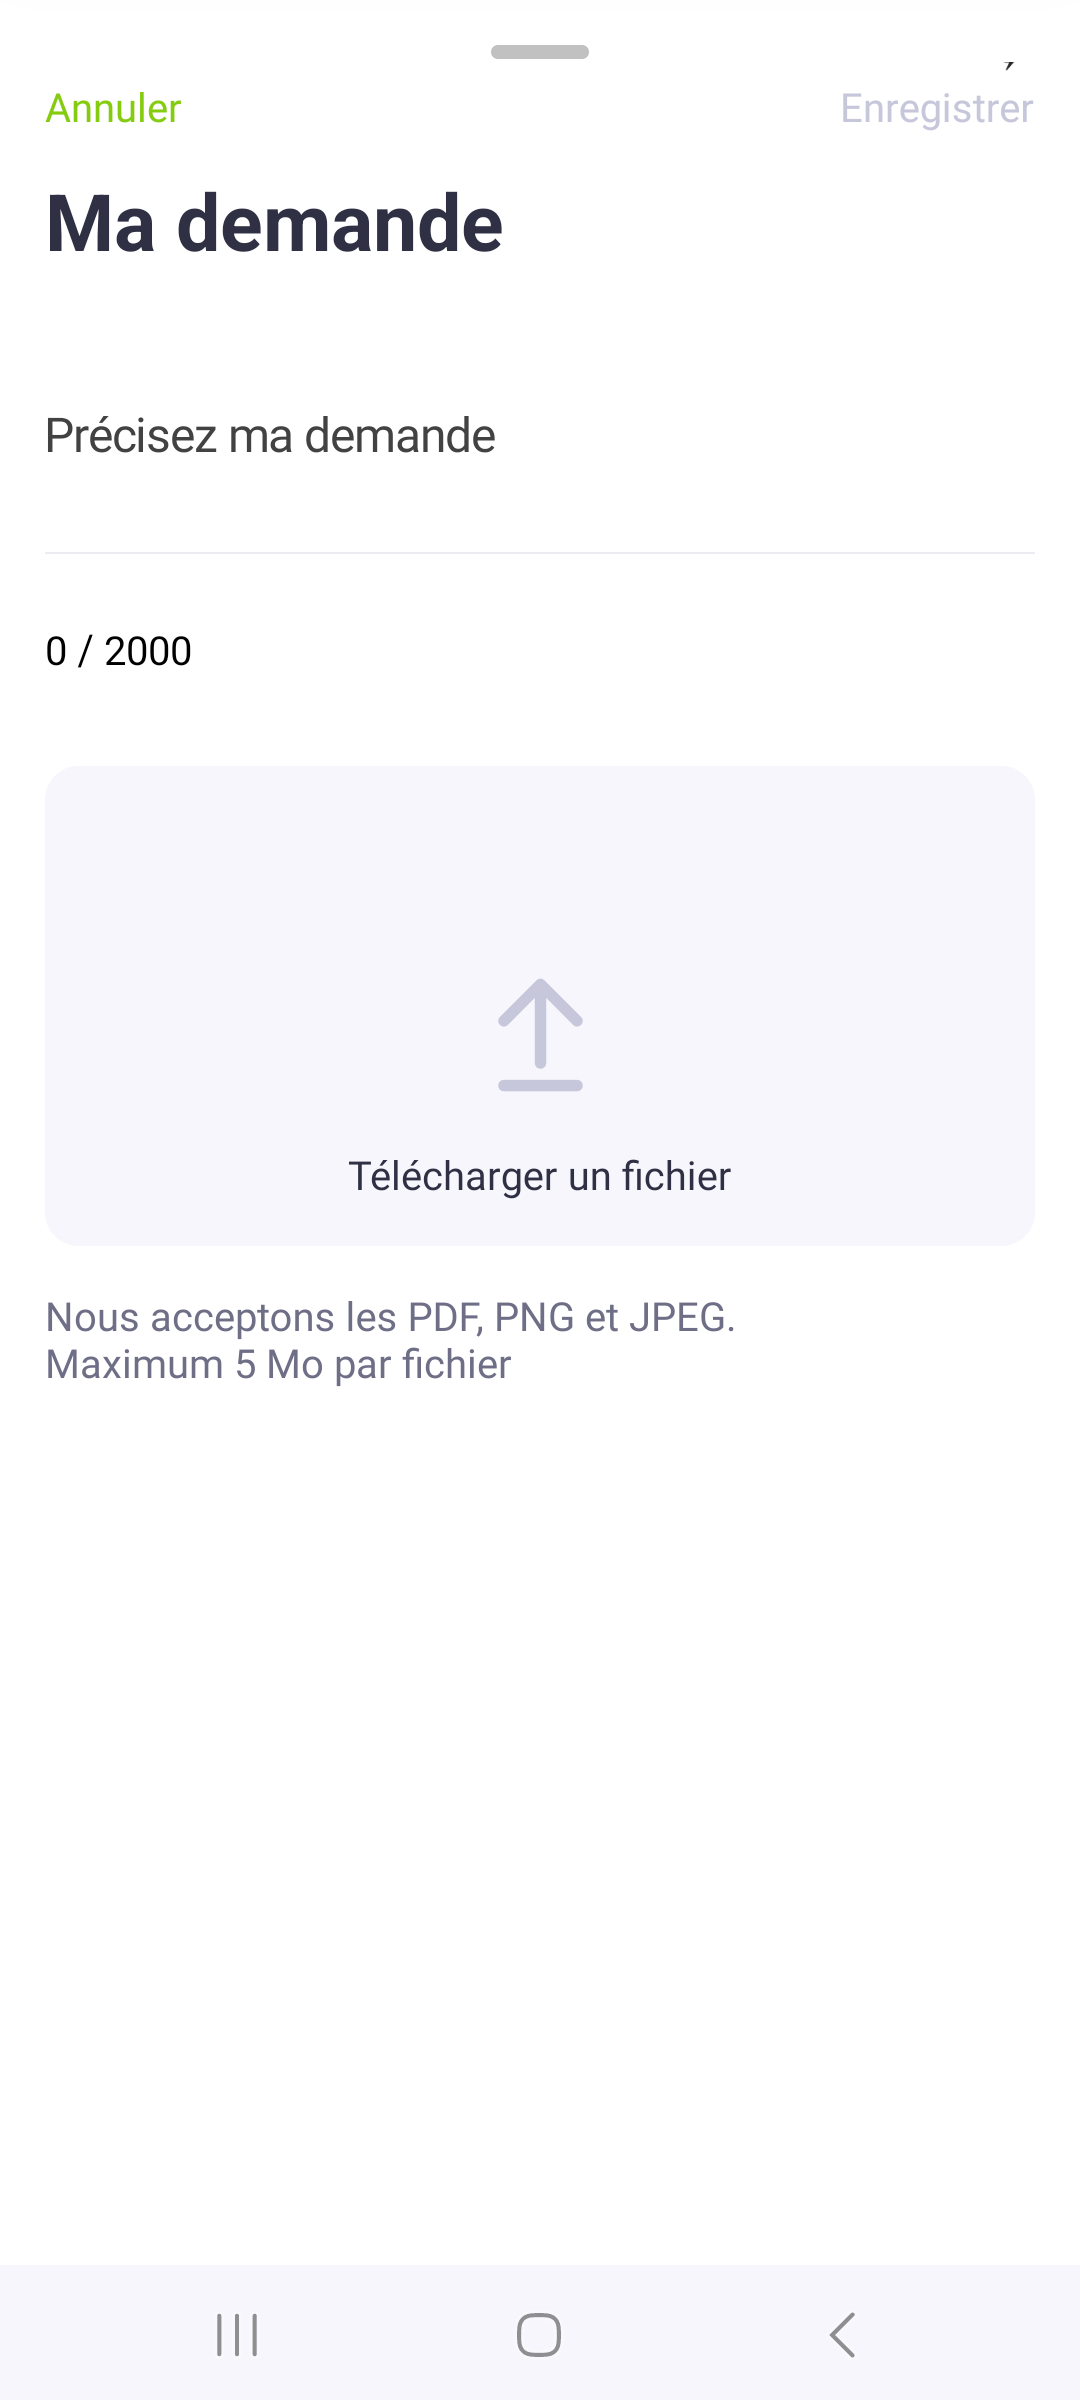 Annuler
Enregistrer
Ma demande
Précisez ma demande
0 / 2000
Télécharger un fichier
Nous acceptons les PDF, PNG et JPEG.
Maximum 5 Mo par fichier